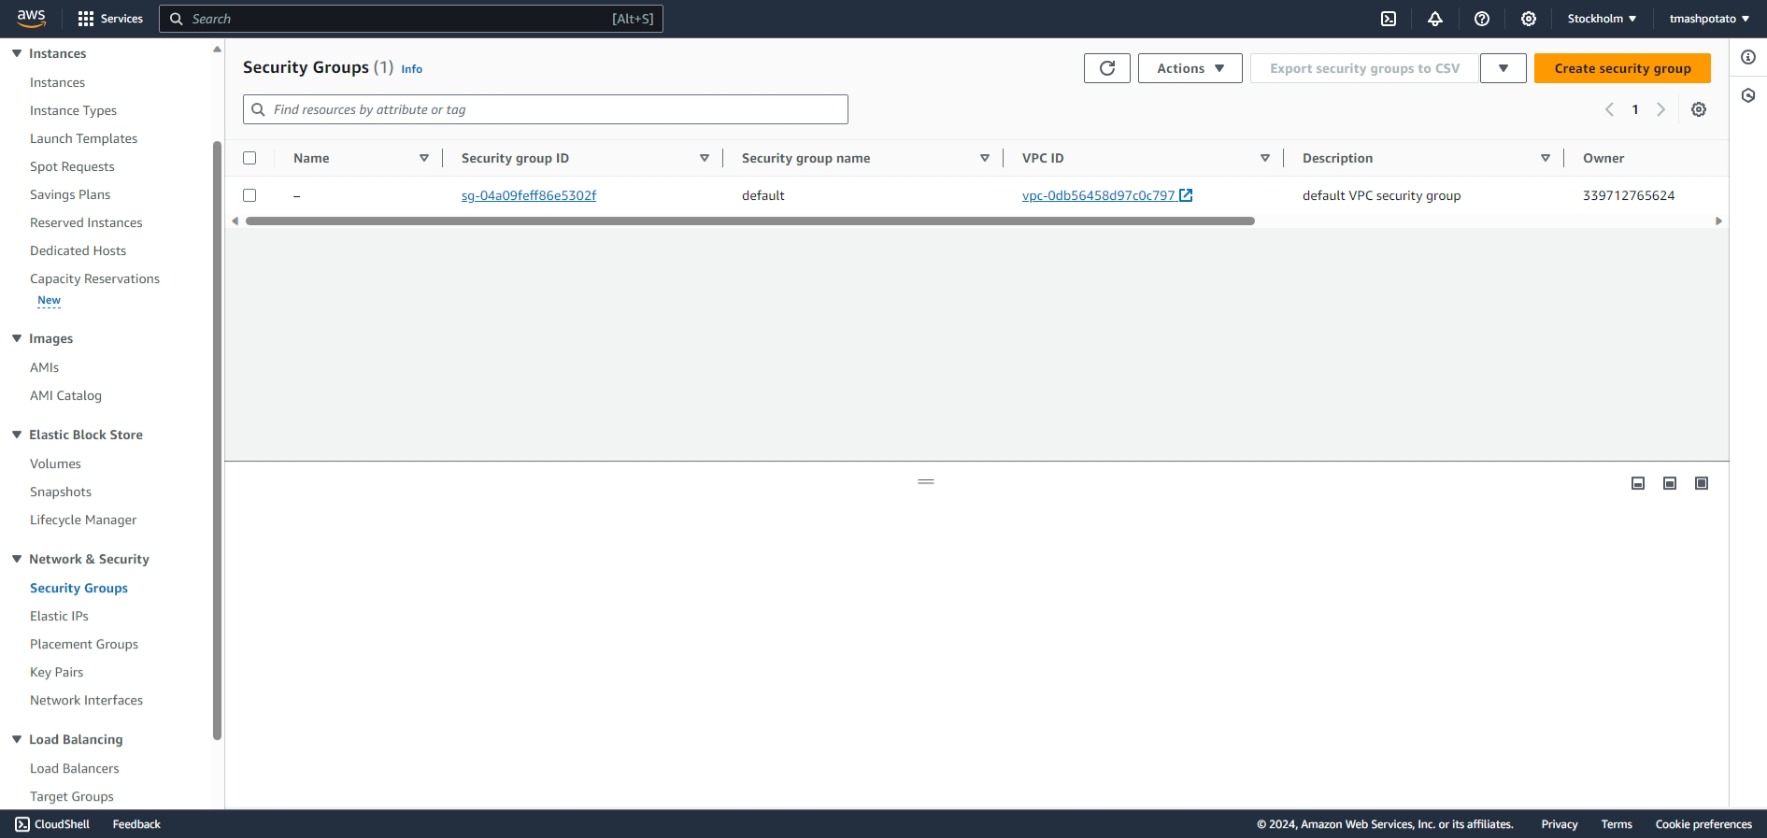 aws Services Search [Alt+S] Stockholm ▼ tmashpotato ▼
Instances
Instances
Instance Types
Launch Templates
Spot Requests
Savings Plans
Reserved Instances
Dedicated Hosts
Capacity Reservations
New
Images
AMIs
AMI Catalog
Elastic Block Store
Volumes
Snapshots
Lifecycle Manager
Network & Security
Security Groups
Elastic IPs
Placement Groups
Key Pairs
Network Interfaces
Load Balancing
Load Balancers
Target Groups
Security Groups (1) Info
Actions ▼ Export security groups to CSV ▼ Create security group
Find resources by attribute or tag
1
Name Security group ID Security group name VPC ID Description Owner
– sg-04a09feff86e5302f default vpc-0db56458d97c0c797 default VPC security group 339712765624
CloudShell Feedback © 2024, Amazon Web Services, Inc. or its affiliates. Privacy Terms Cookie preferences